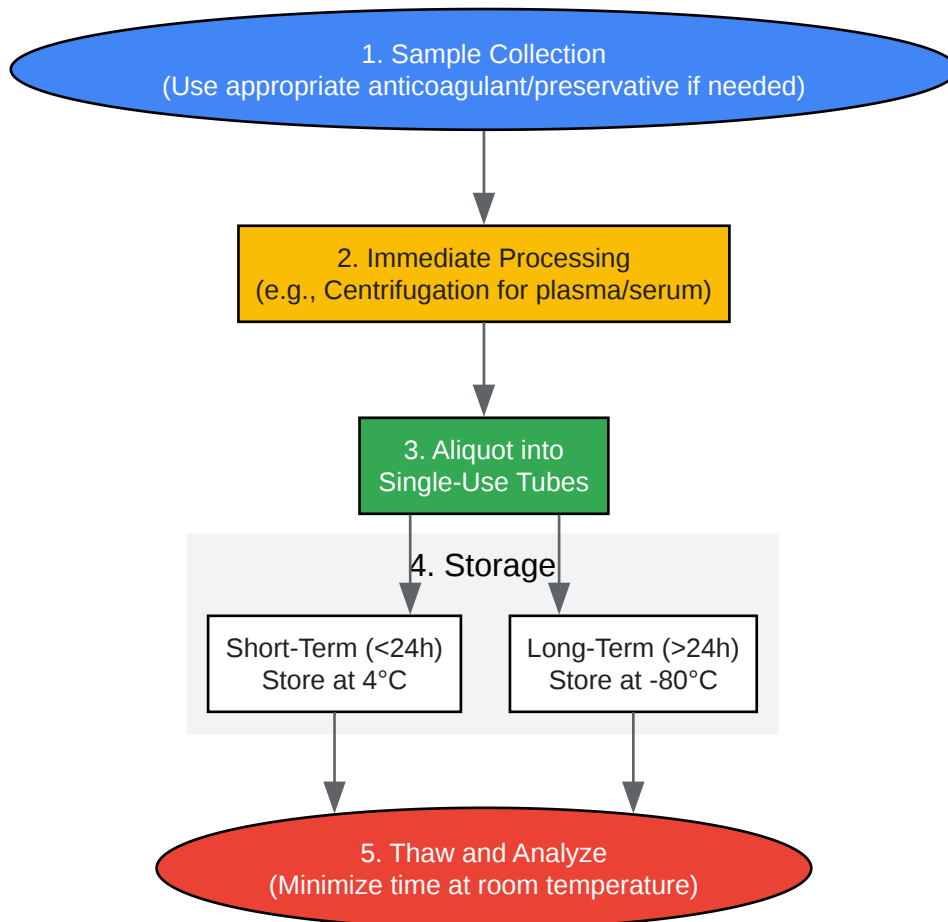 1. Sample Collection
(Use appropriate anticoagulant/preservative if needed)
2. Immediate Processing
(e.g., Centrifugation for plasma/serum)
3. Aliquot into
Single-Use Tubes
4. Storage
Short-Term (<24h)
Store at 4°C
Long-Term (>24h)
Store at -80°C
5. Thaw and Analyze
(Minimize time at room temperature)